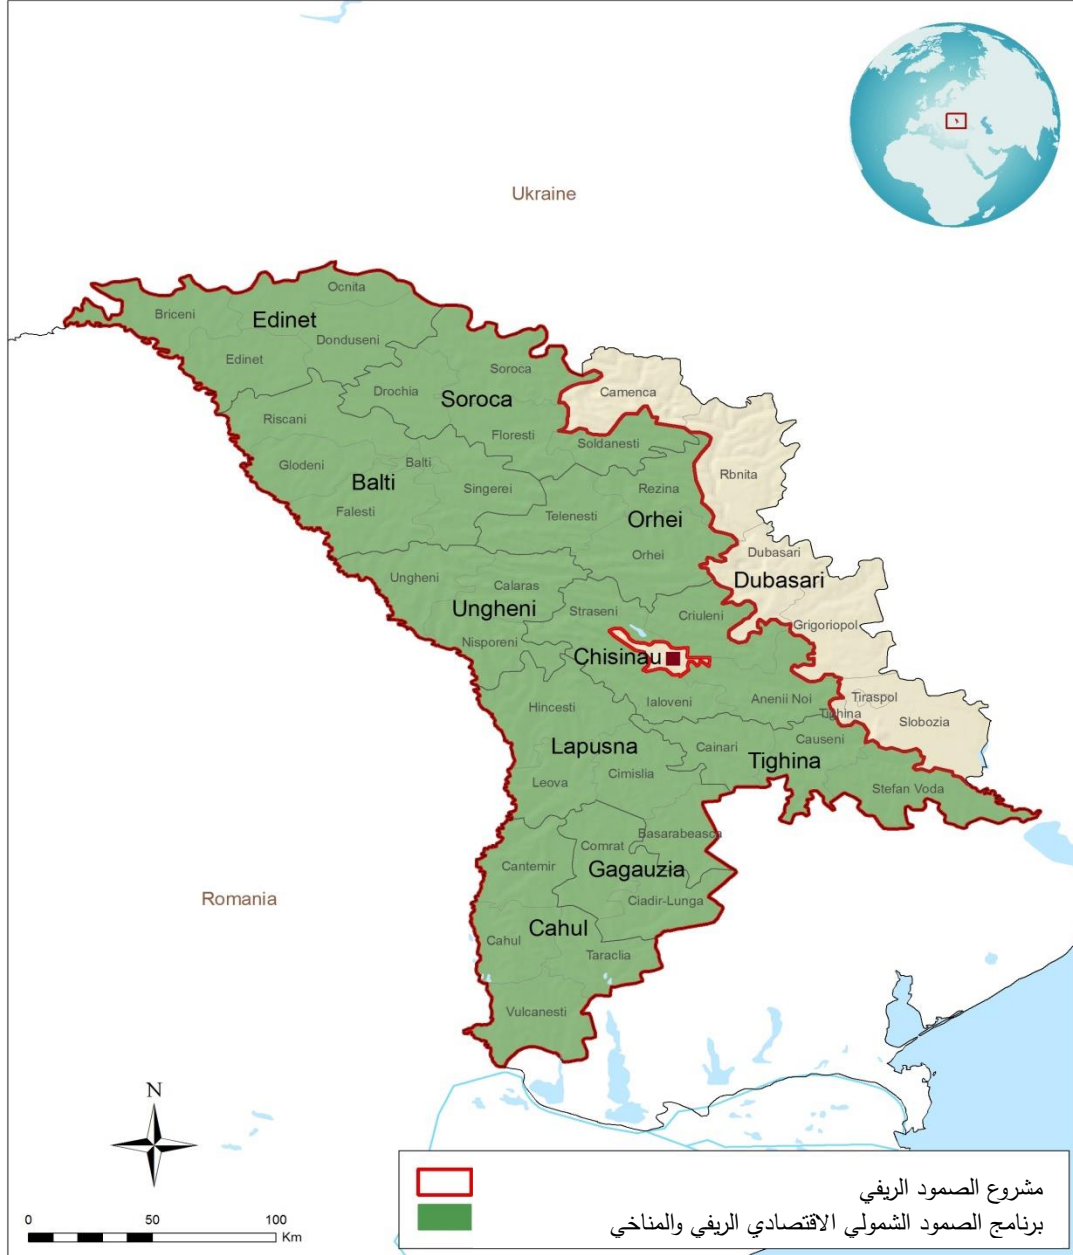 Ukraine
Ocnita
Briceni
Edinet
Donduseni
Edinet
Soroca
Drochia
Camenca
Soroca
Riscani
Floresti
Soldanesti
Balti
Glodeni
Rbnita
Balti
Singerei
Rezina
Falesti
Telenesti
Orhei
Dubasari
Orhei
Dubasari
Ungheni
Calaras
Ungheni
Straseni
Criuleni
Grigoriopol
Nisporeni
Chisinau
Tiraspol
Anenii Noi
Ialoveni
Hincesti
Tighina
Slobozia
Causeni
Lapusna
Cainari
Tighina
Cimislia
Leova
Stefan Voda
Basarabeasca
Comrat
Cantemir
Gagauzia
Romania
Ciadir-Lunga
Cahul
Cahul
Taraclia
Vulcanesti
N
مشروع الصمود الريفي
برنامج الصمود الشمولي الاقتصادي الريفي والمناخي
0 50 100
Km